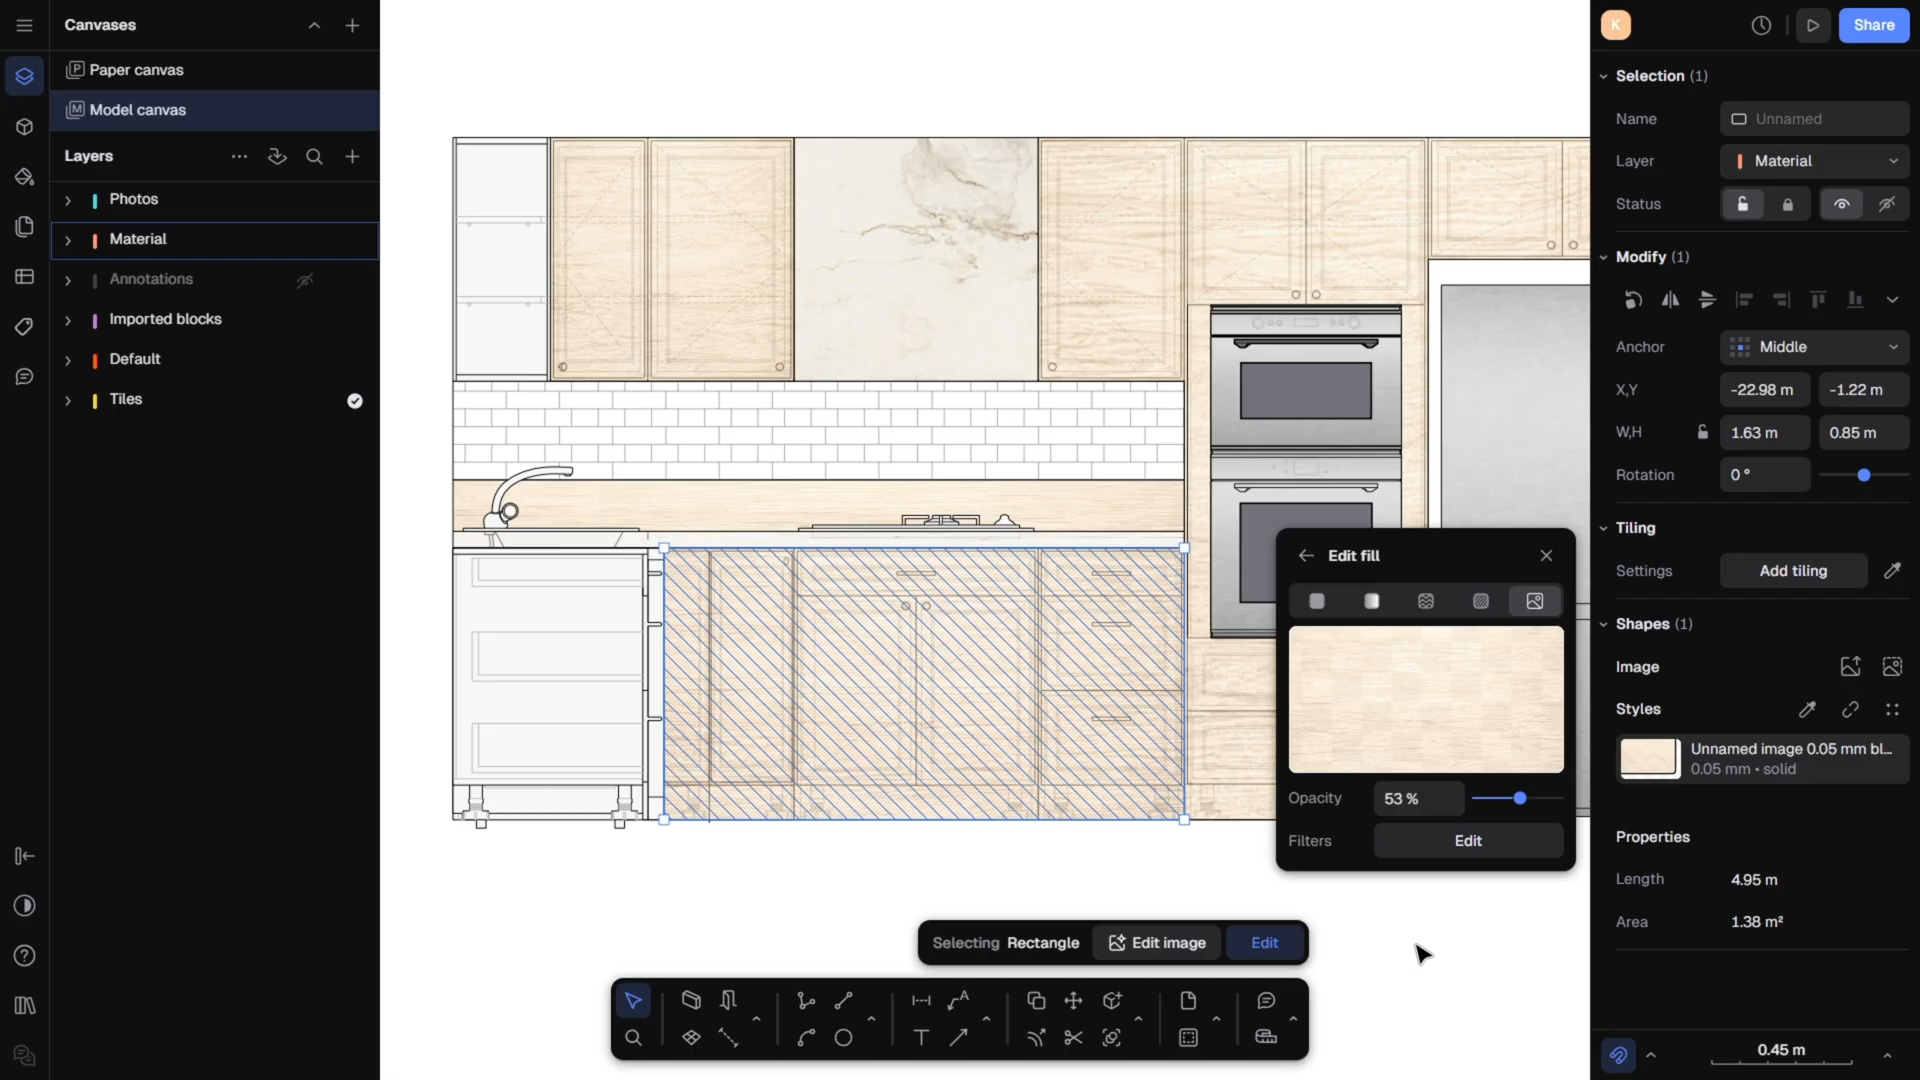 Canvases
Paper canvas
Model canvas
Layers
Photos
Material
Annotations
Imported blocks
Default
Tiles
K
Share
Selection (1)
Name
Unnamed
Layer
Material
Status
Modify (1)
Anchor
Middle
X,Y
-22.98 m
-1.22 m
W,H
1.63 m
0.85 m
Rotation
0 °
Tiling
Settings
Add tiling
Shapes (1)
Image
Styles
Unnamed image 0.05 mm bl...
0.05 mm • solid
Properties
Length
4.95 m
Area
1.38 m²
0.45 m
Edit fill
Opacity
53 %
Filters
Edit
Selecting Rectangle
Edit image
Edit